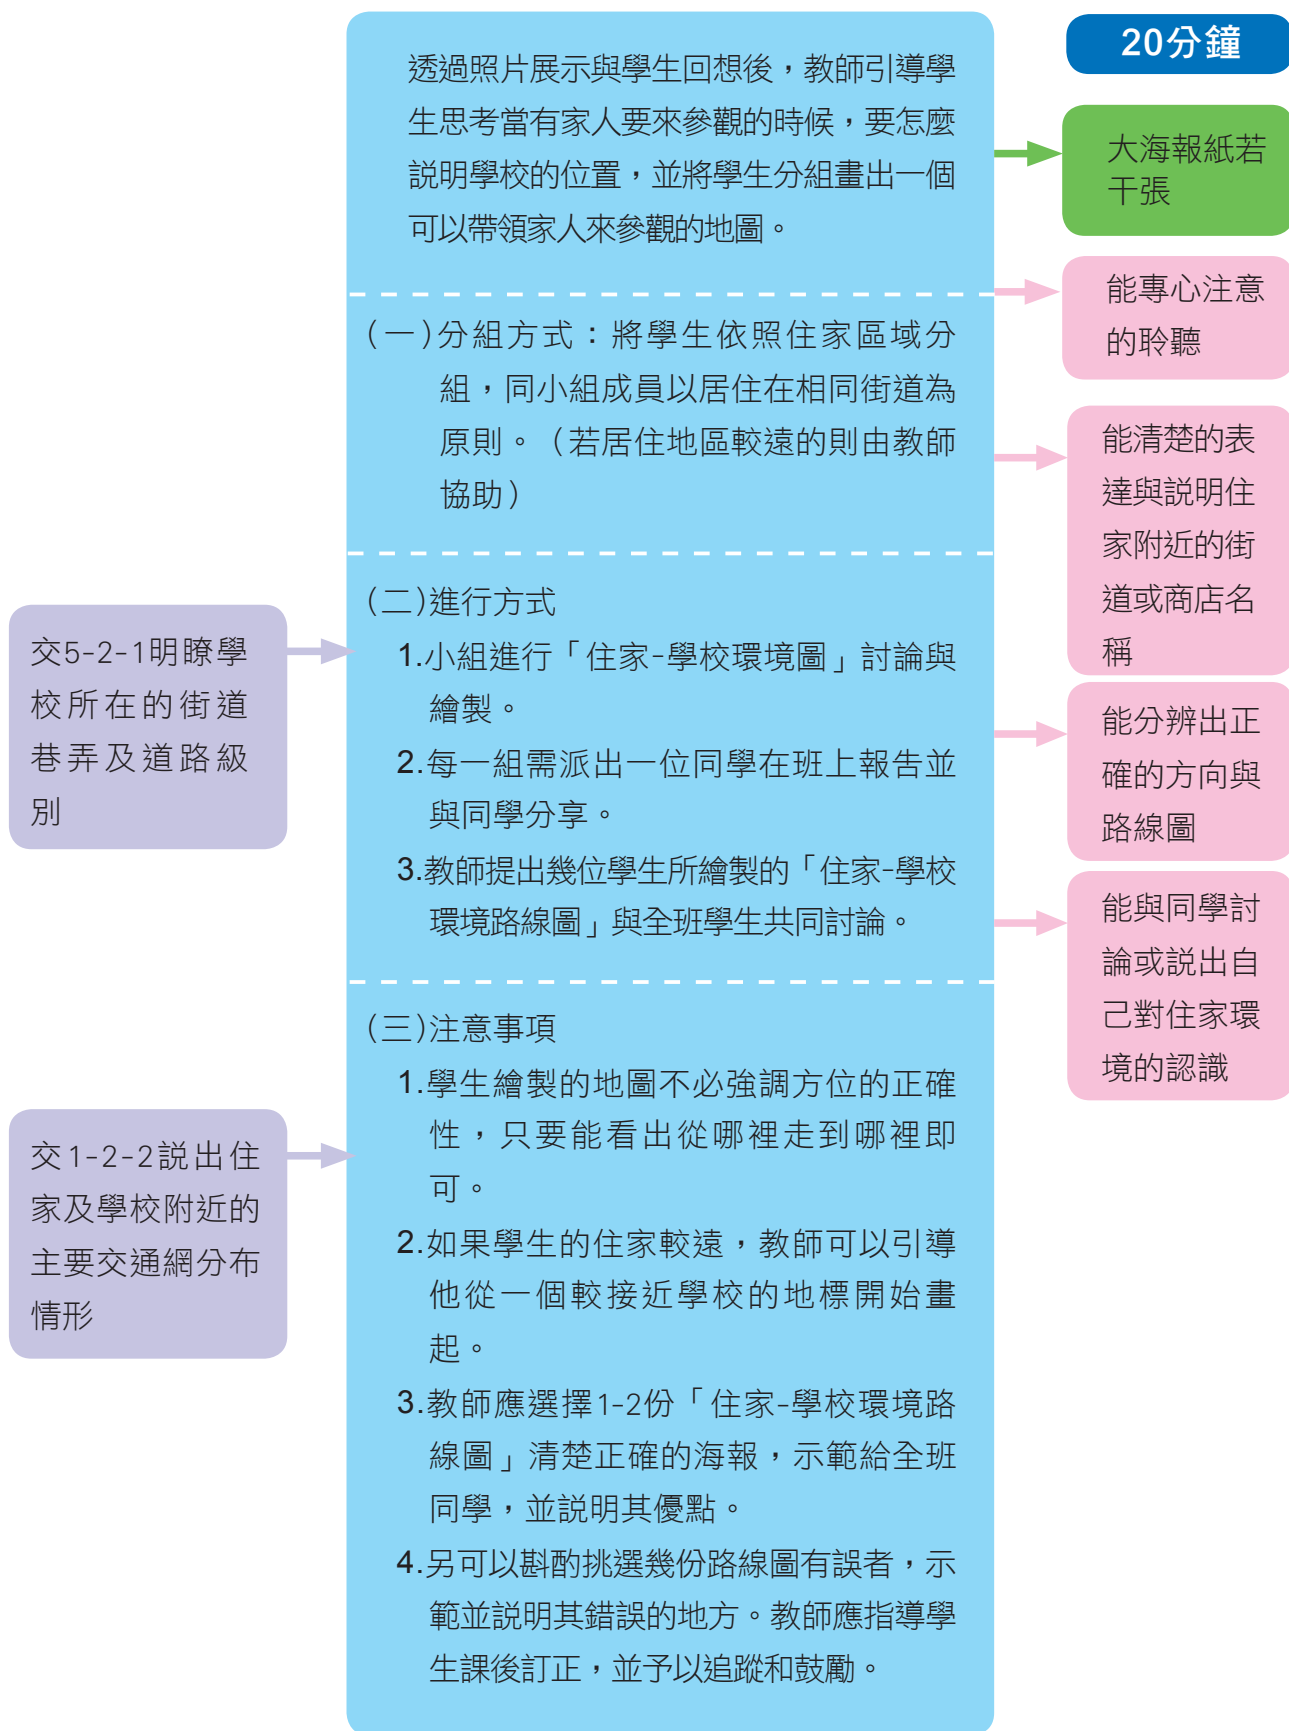 透過照片展示與學生回想後，教師引導學
生思考當有家人要來參觀的時候，要怎麼
說明學校的位置，並將學生分組畫出一個
可以帶領家人來參觀的地圖。
(一)分組方式：將學生依照住家區域分
組，同小組成員以居住在相同街道為
原則。（若居住地區較遠的則由教師
協助）
(二)進行方式
1.小組進行「住家-學校環境圖」討論與
繪製。
2.每一組需派出一位同學在班上報告並
與同學分享。
3.教師提出幾位學生所繪製的「住家-學校
環境路線圖」與全班學生共同討論。
(三)注意事項
1.學生繪製的地圖不必強調方位的正確
性，只要能看出從哪裡走到哪裡即
可。
2.如果學生的住家較遠，教師可以引導
他從一個較接近學校的地標開始畫
起。
3.教師應選擇1-2份「住家-學校環境路
線圖」清楚正確的海報，示範給全班
同學，並說明其優點。
4.另可以斟酌挑選幾份路線圖有誤者，示
範並說明其錯誤的地方。教師應指導學
生課後訂正，並予以追蹤和鼓勵。
交5-2-1明瞭學
校所在的街道
巷弄及道路級
別
交1-2-2說出住
家及學校附近的
主要交通網分布
情形
20分鐘
大海報紙若
干張
能專心注意
的聆聽
能清楚的表
達與說明住
家附近的街
道或商店名
稱
能分辨出正
確的方向與
路線圖
能與同學討
論或說出自
己對住家環
境的認識